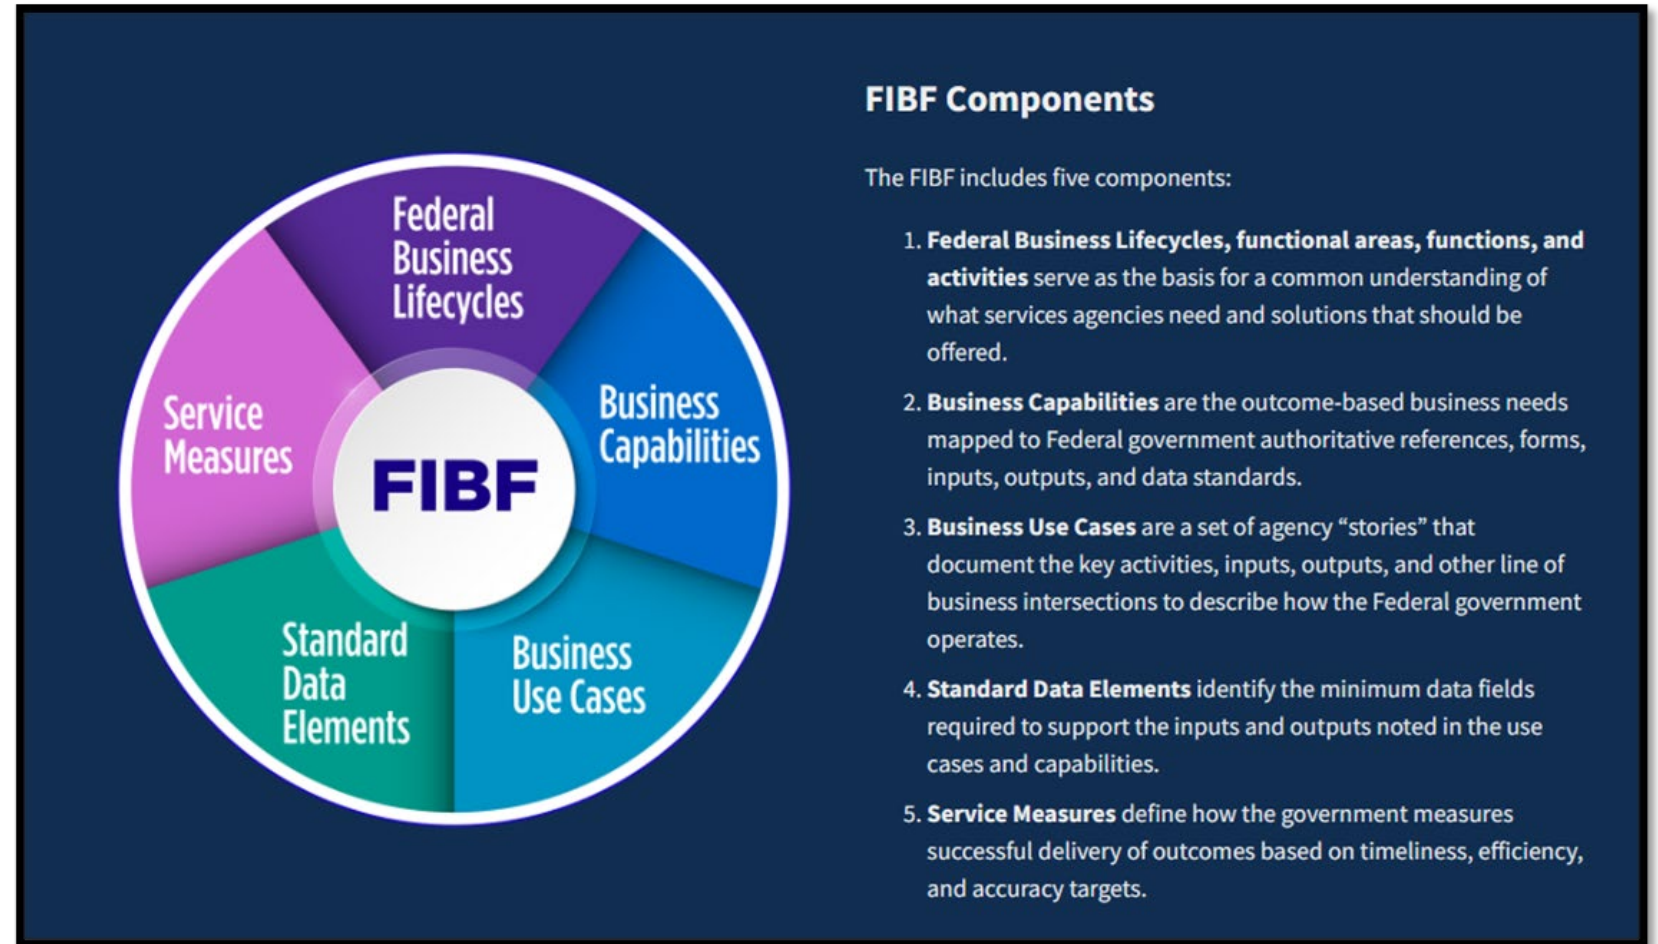 Federal
Business
Lifecycles
Business
Capabilities
Business
Use Cases
Standard
Data
Elements
Service
Measures
FIBF
FIBF Components
The FIBF includes five components:
1. Federal Business Lifecycles, functional areas, functions, and
activities serve as the basis for a common understanding of
what services agencies need and solutions that should be
offered.
2. Business Capabilities are the outcome-based business needs
mapped to Federal government authoritative references, forms,
inputs, outputs, and data standards.
3. Business Use Cases are a set of agency “stories” that
document the key activities, inputs, outputs, and other line of
business intersections to describe how the Federal government
operates.
4. Standard Data Elements identify the minimum data fields
required to support the inputs and outputs noted in the use
cases and capabilities.
5. Service Measures define how the government measures
successful delivery of outcomes based on timeliness, efficiency,
and accuracy targets.